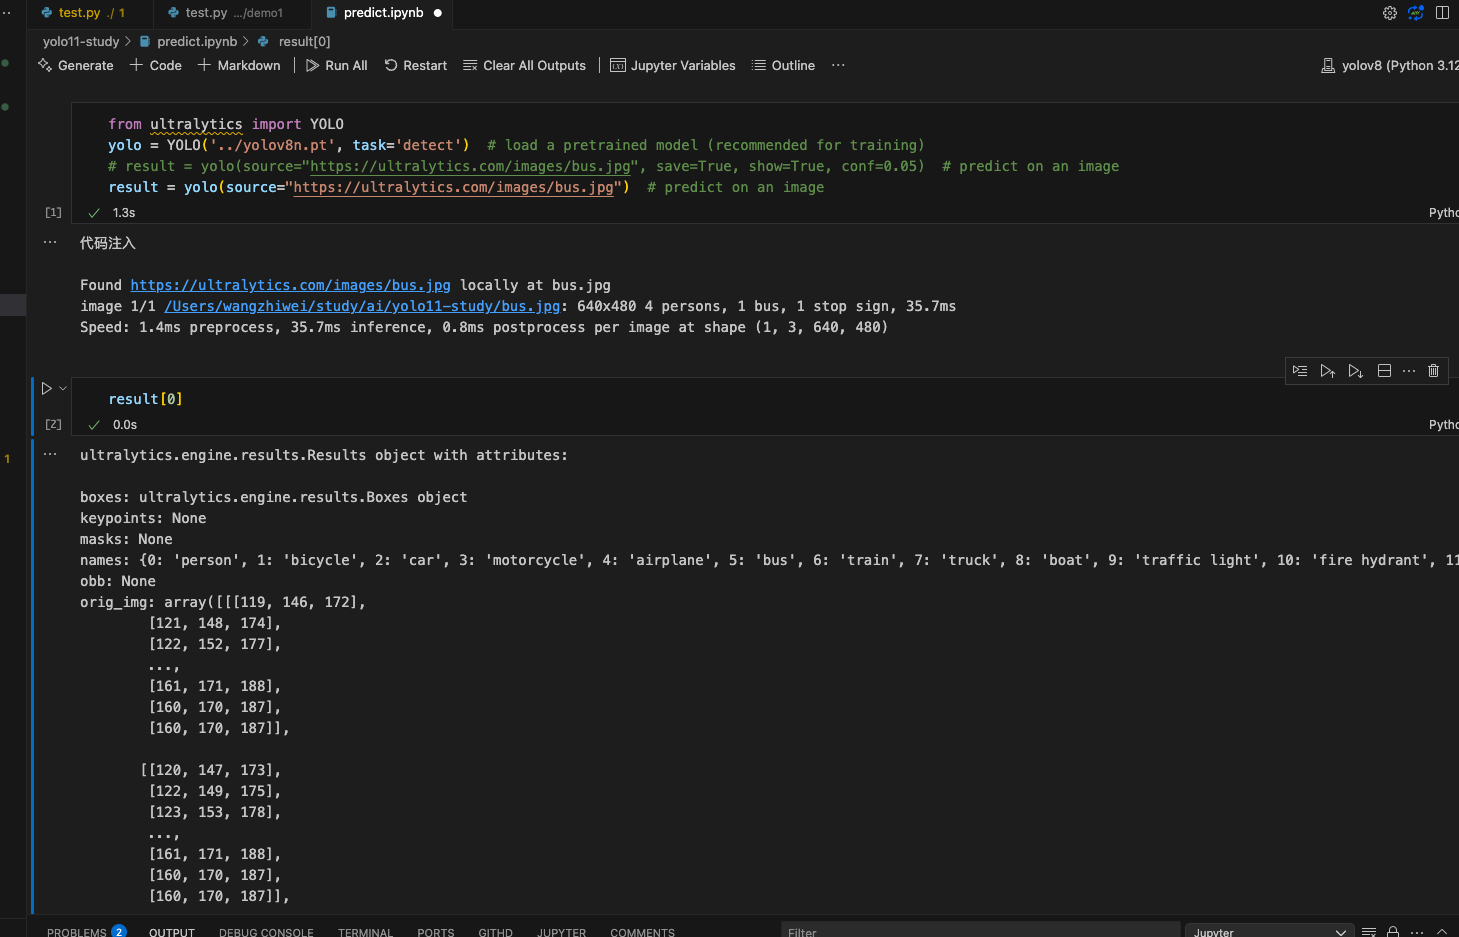 test.py ./ 1
test.py .../demo1
predict.ipynb
yolo11-study > predict.ipynb > result[0]
Generate + Code + Markdown | Run All Restart Clear All Outputs | Jupyter Variables Outline ...
yolov8 (Python 3.12
from ultralytics import YOLO
yolo = YOLO('../yolov8n.pt', task='detect')  # load a pretrained model (recommended for training)
# result = yolo(source="https://ultralytics.com/images/bus.jpg", save=True, show=True, conf=0.05)  # predict on an image
result = yolo(source="https://ultralytics.com/images/bus.jpg")  # predict on an image
[1] 1.3s
Pytho
... 代码注入
Found https://ultralytics.com/images/bus.jpg locally at bus.jpg
image 1/1 /Users/wangzhiwei/study/ai/yolo11-study/bus.jpg: 640x480 4 persons, 1 bus, 1 stop sign, 35.7ms
Speed: 1.4ms preprocess, 35.7ms inference, 0.8ms postprocess per image at shape (1, 3, 640, 480)
result[0]
[2] 0.0s
Pytho
1
... ultralytics.engine.results.Results object with attributes:
boxes: ultralytics.engine.results.Boxes object
keypoints: None
masks: None
names: {0: 'person', 1: 'bicycle', 2: 'car', 3: 'motorcycle', 4: 'airplane', 5: 'bus', 6: 'train', 7: 'truck', 8: 'boat', 9: 'traffic light', 10: 'fire hydrant', 11
obb: None
orig_img: array([[[119, 146, 172],
[121, 148, 174],
[122, 152, 177],
...,
[161, 171, 188],
[160, 170, 187],
[160, 170, 187]],
[[120, 147, 173],
[122, 149, 175],
[123, 153, 178],
...,
[161, 171, 188],
[160, 170, 187],
[160, 170, 187]],
PROBLEMS 2 OUTPUT DEBUG CONSOLE TERMINAL PORTS GITHD JUPYTER COMMENTS
Filter
Jupyter